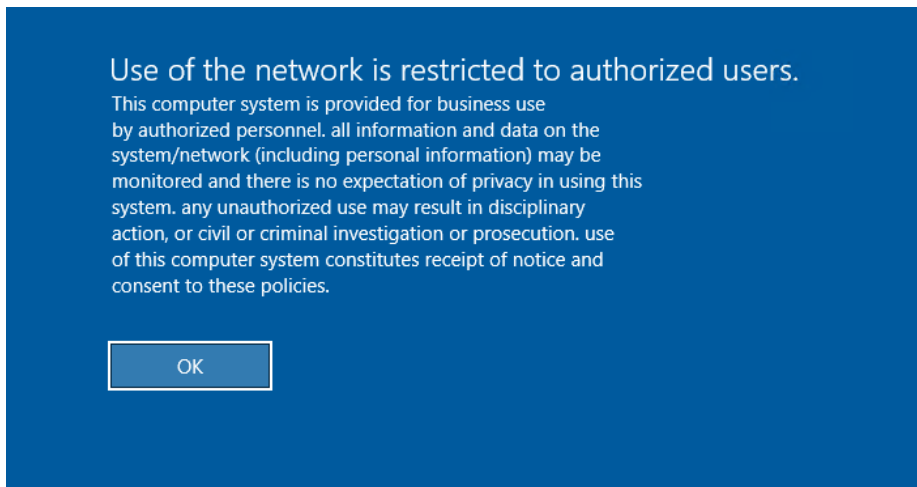 Use of the network is restricted to authorized users.
This computer system is provided for business use
by authorized personnel. all information and data on the
system/network (including personal information) may be
monitored and there is no expectation of privacy in using this
system. any unauthorized use may result in disciplinary
action, or civil or criminal investigation or prosecution. use
of this computer system constitutes receipt of notice and
consent to these policies.
OK